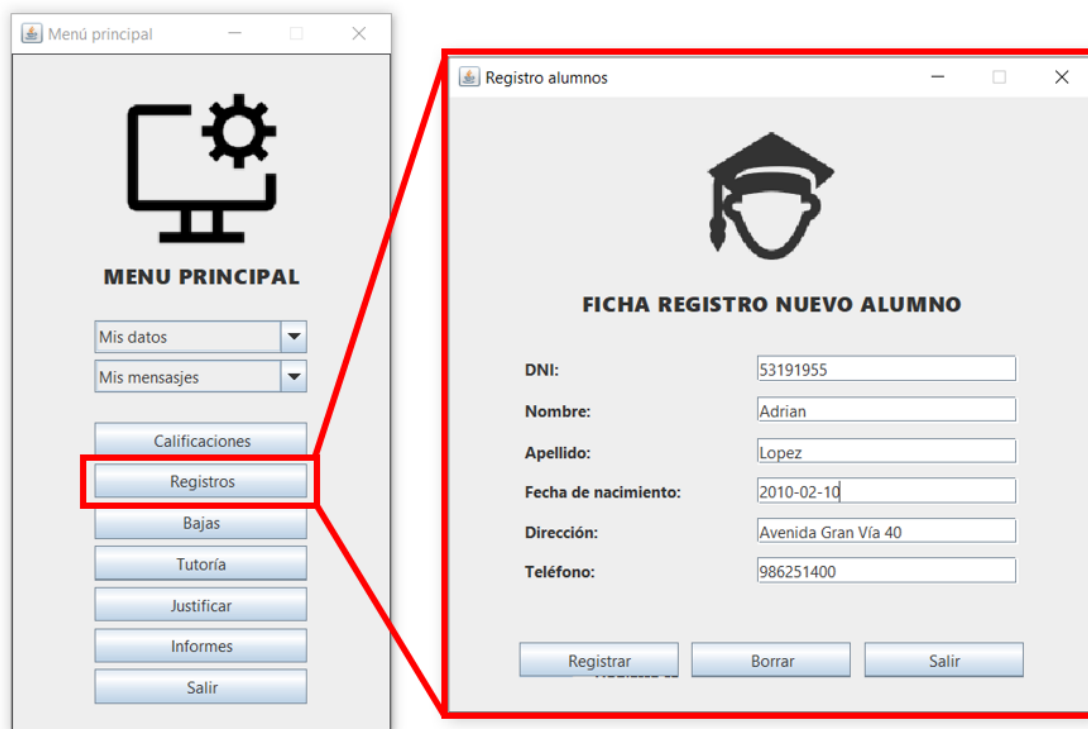 Menú principal
MENU PRINCIPAL
Mis datos
Mis mensasjes
Calificaciones
Registros
Bajas
Tutoría
Justificar
Informes
Salir
Registro alumnos
FICHA REGISTRO NUEVO ALUMNO
DNI: 53191955
Nombre: Adrian
Apellido: Lopez
Fecha de nacimiento: 2010-02-10
Dirección: Avenida Gran Vía 40
Teléfono: 986251400
Registrar Borrar Salir